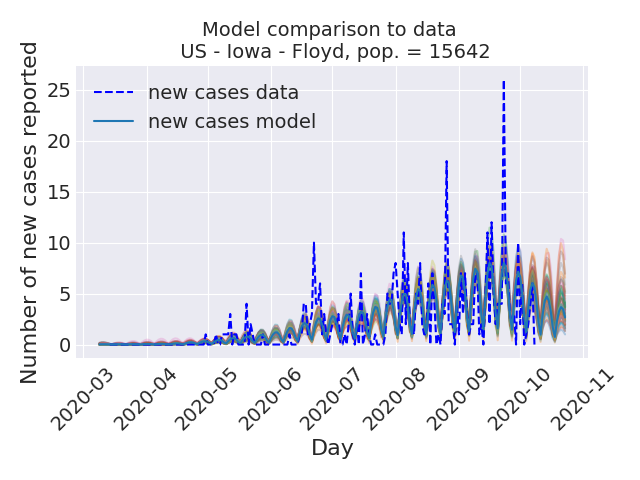 Model comparison to data
US - Iowa - Floyd, pop. = 15642
Number of new cases reported
25
20
15
10
5
0
new cases data
new cases model
2020-03
2020-04
2020-05
2020-06
2020-07
2020-08
2020-09
2020-10
2020-11
Day